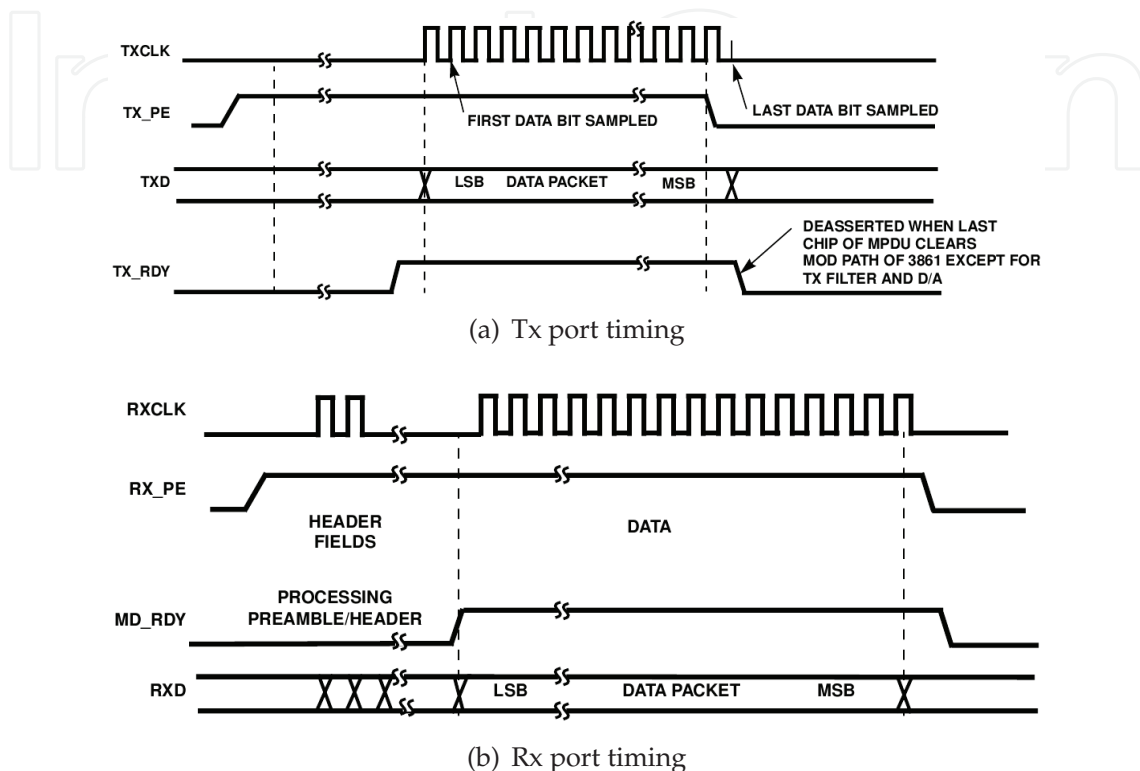 TXCLK
FIRST DATA BIT SAMPLED
LAST DATA BIT SAMPLED
TX_PE
TXD
LSB DATA PACKET MSB
DEASSERTED WHEN LAST
CHIP OF MPDU CLEARS
MOD PATH OF 3861 EXCEPT FOR
TX FILTER AND D/A
TX_RDY
(a) Tx port timing
RXCLK
RX_PE
HEADER
FIELDS
DATA
PROCESSING
PREAMBLE/HEADER
MD_RDY
RXD
LSB DATA PACKET MSB
(b) Rx port timing